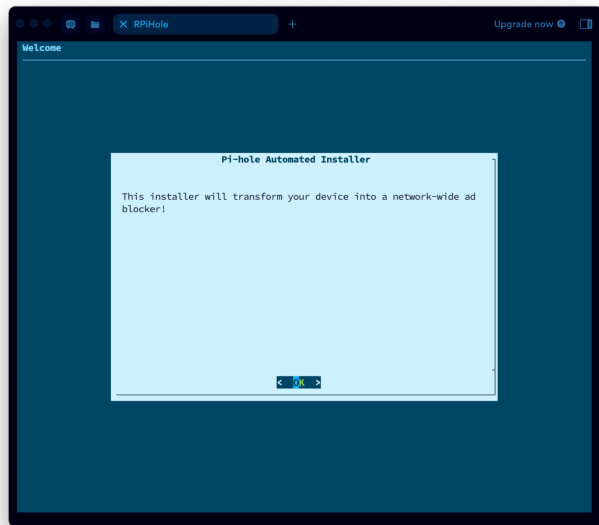 RPiHole
Upgrade now
Welcome
Pi-hole Automated Installer
This installer will transform your device into a network-wide ad
blocker!
< OK >